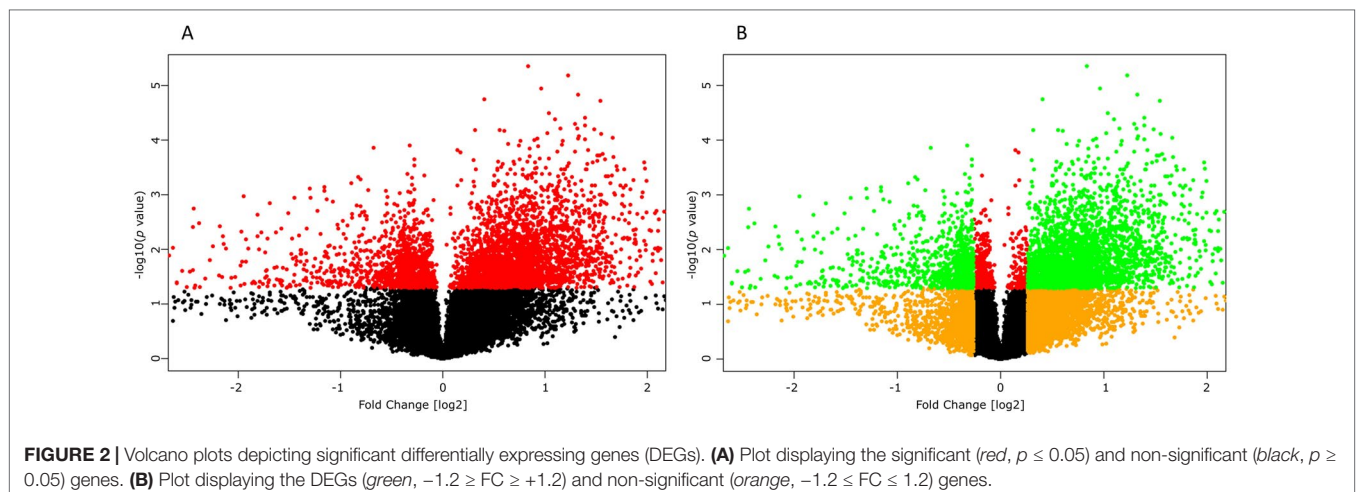 A
B
-log10(p value)
5
4
3
2
1
0
-2
-1
0
1
2
Fold Change [log2]
-log10(p value)
5
4
3
2
1
0
-2
-1
0
1
2
Fold Change [log2]
FIGURE 2 | Volcano plots depicting significant differentially expressing genes (DEGs). (A) Plot displaying the significant (red, p ≤ 0.05) and non-significant (black, p ≥
0.05) genes. (B) Plot displaying the DEGs (green, −1.2 ≥ FC ≥ +1.2) and non-significant (orange, −1.2 ≤ FC ≤ 1.2) genes.